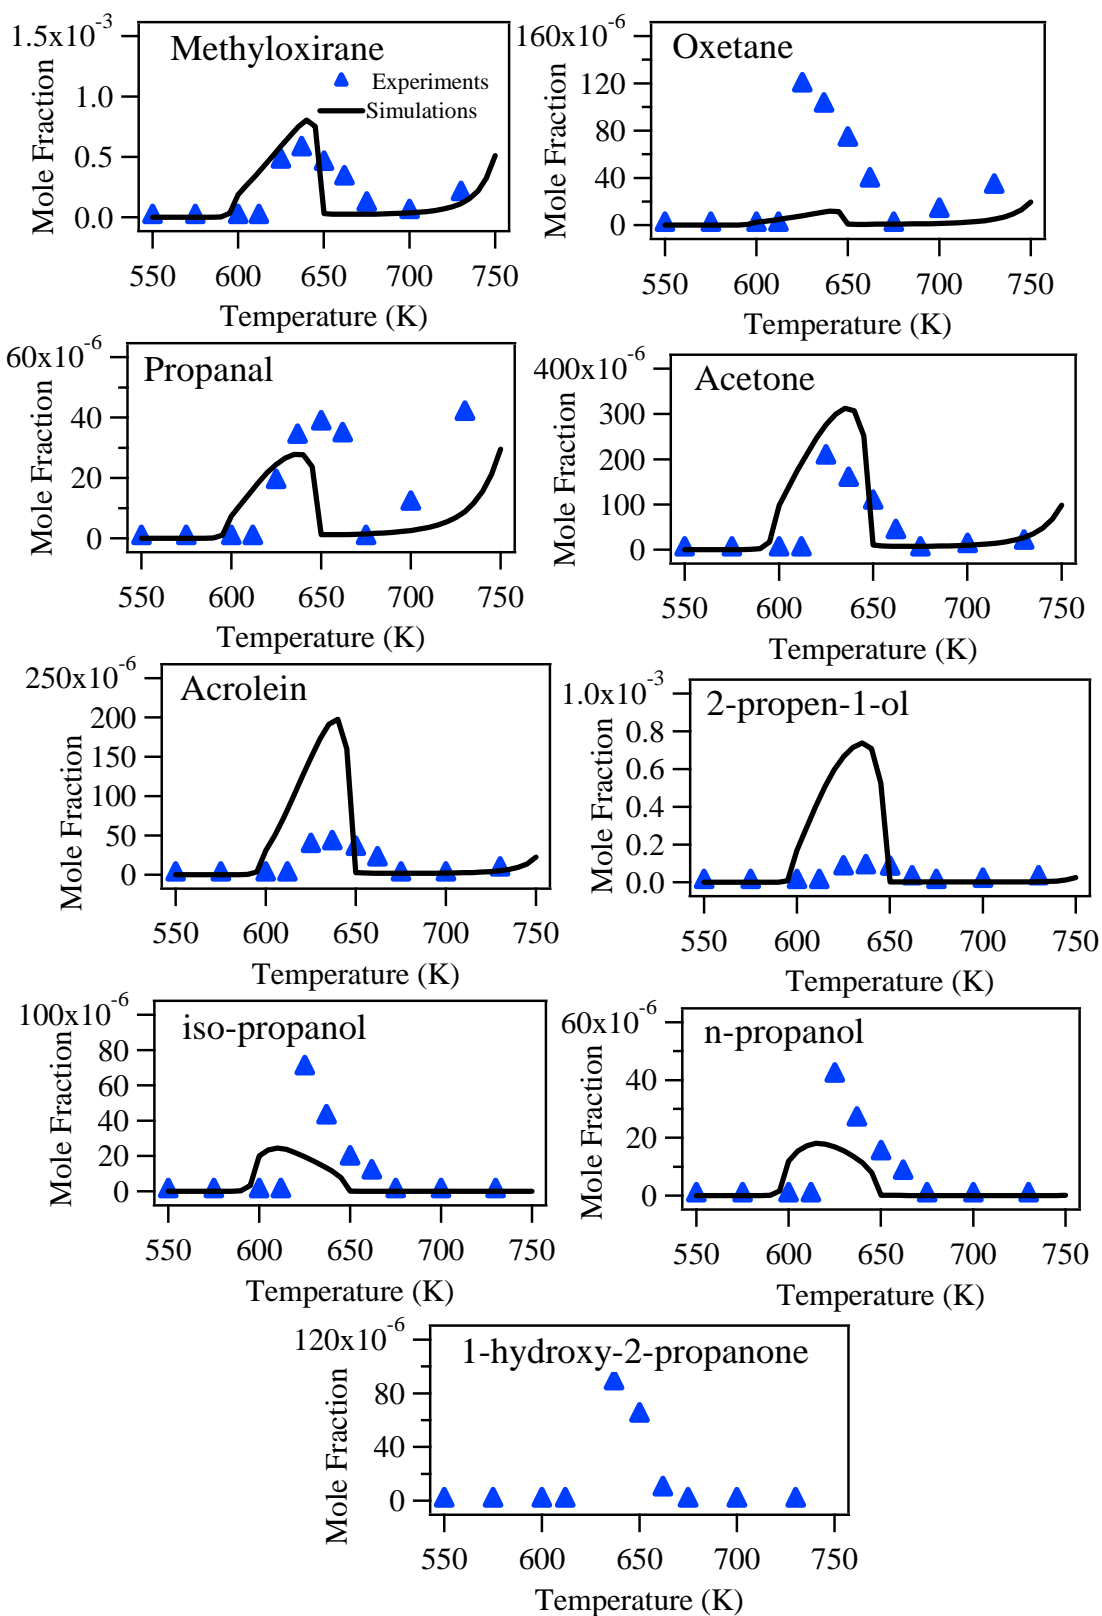 Methyloxirane
Experiments
Simulations
1.5x10-3
1.0
0.5
0.0
Mole Fraction
550 600 650 700 750
Temperature (K)
Oxetane
160x10-6
120
80
40
0
Mole Fraction
550 600 650 700 750
Temperature (K)
Propanal
60x10-6
40
20
0
Mole Fraction
550 600 650 700 750
Temperature (K)
Acetone
400x10-6
300
200
100
0
Mole Fraction
550 600 650 700 750
Temperature (K)
Acrolein
250x10-6
200
150
100
50
0
Mole Fraction
550 600 650 700 750
Temperature (K)
2-propen-1-ol
1.0x10-3
0.8
0.6
0.4
0.2
0.0
Mole Fraction
550 600 650 700 750
Temperature (K)
iso-propanol
100x10-6
80
60
40
20
0
Mole Fraction
550 600 650 700 750
Temperature (K)
n-propanol
60x10-6
40
20
0
Mole Fraction
550 600 650 700 750
Temperature (K)
1-hydroxy-2-propanone
120x10-6
80
40
0
Mole Fraction
550 600 650 700 750
Temperature (K)